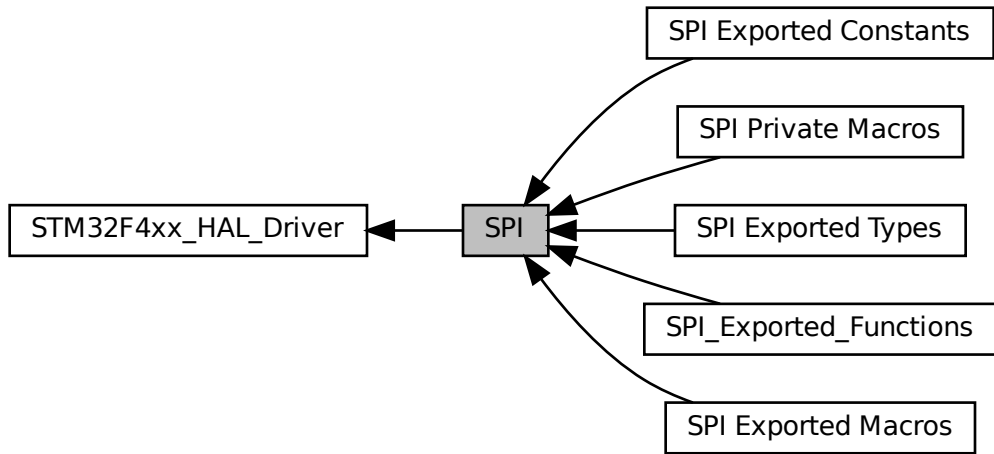 SPI Exported Constants
SPI Private Macros
STM32F4xx_HAL_Driver
SPI
SPI Exported Types
SPI_Exported_Functions
SPI Exported Macros